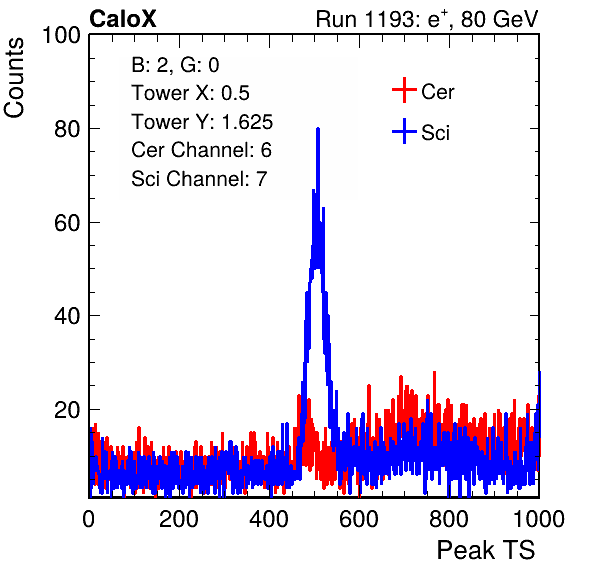 CaloX Run 1193: e⁺, 80 GeV
Counts
100
80
60
40
20
B: 2, G: 0
Tower X: 0.5
Tower Y: 1.625
Cer Channel: 6
Sci Channel: 7
Cer
Sci
0 200 400 600 800 1000
Peak TS